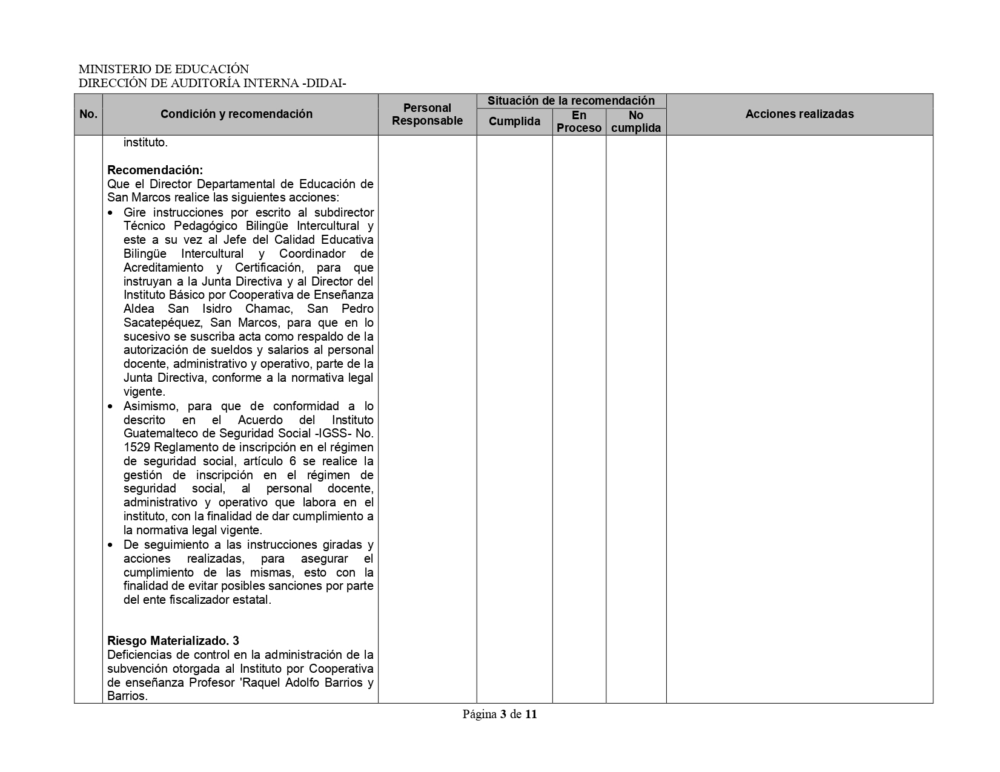 MINISTERIO DE EDUCACIÓN
DIRECCIÓN DE AUDITORÍA INTERNA -DIDAI-
No.
Condición y recomendación
Personal
Responsable
Situación de la recomendación
Cumplida
En
Proceso
No
cumplida
Acciones realizadas
instituto.
Recomendación:
Que el Director Departamental de Educación de
San Marcos realice las siguientes acciones:
• Gire instrucciones por escrito al subdirector
Técnico Pedagógico Bilingüe Intercultural y
este a su vez al Jefe del Calidad Educativa
Bilingüe Intercultural y Coordinador de
Acreditamiento y Certificación, para que
instruyan a la Junta Directiva y al Director del
Instituto Básico por Cooperativa de Enseñanza
Aldea San Isidro Chamac, San Pedro
Sacatepéquez, San Marcos, para que en lo
sucesivo se suscriba acta como respaldo de la
autorización de sueldos y salarios al personal
docente, administrativo y operativo, parte de la
Junta Directiva, conforme a la normativa legal
vigente.
• Asimismo, para que de conformidad a lo
descrito en el Acuerdo del Instituto
Guatemalteco de Seguridad Social -IGSS- No.
1529 Reglamento de inscripción en el régimen
de seguridad social, artículo 6 se realice la
gestión de inscripción en el régimen de
seguridad social, al personal docente,
administrativo y operativo que labora en el
instituto, con la finalidad de dar cumplimiento a
la normativa legal vigente.
• De seguimiento a las instrucciones giradas y
acciones realizadas, para asegurar el
cumplimiento de las mismas, esto con la
finalidad de evitar posibles sanciones por parte
del ente fiscalizador estatal.
Riesgo Materializado. 3
Deficiencias de control en la administración de la
subvención otorgada al Instituto por Cooperativa
de enseñanza Profesor 'Raquel Adolfo Barrios y
Barrios.
Página 3 de 11